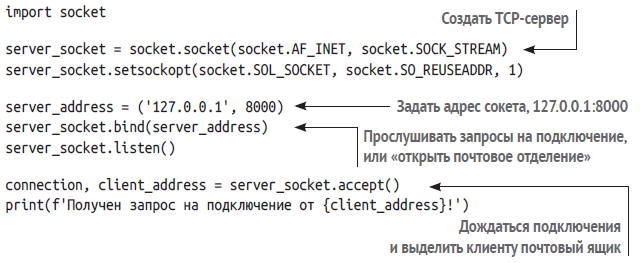 import socket
Создать TCP-сервер
server_socket = socket.socket(socket.AF_INET, socket.SOCK_STREAM)
server_socket.setsockopt(socket.SOL_SOCKET, socket.SO_REUSEADDR, 1)
server_address = ('127.0.0.1', 8000)
Задать адрес сокета, 127.0.0.1:8000
server_socket.bind(server_address)
server_socket.listen()
Прослушивать запросы на подключение,
или «открыть почтовое отделение»
connection, client_address = server_socket.accept()
print(f'Получен запрос на подключение от {client_address}!')
Дождаться подключения
и выделить клиенту почтовый ящик